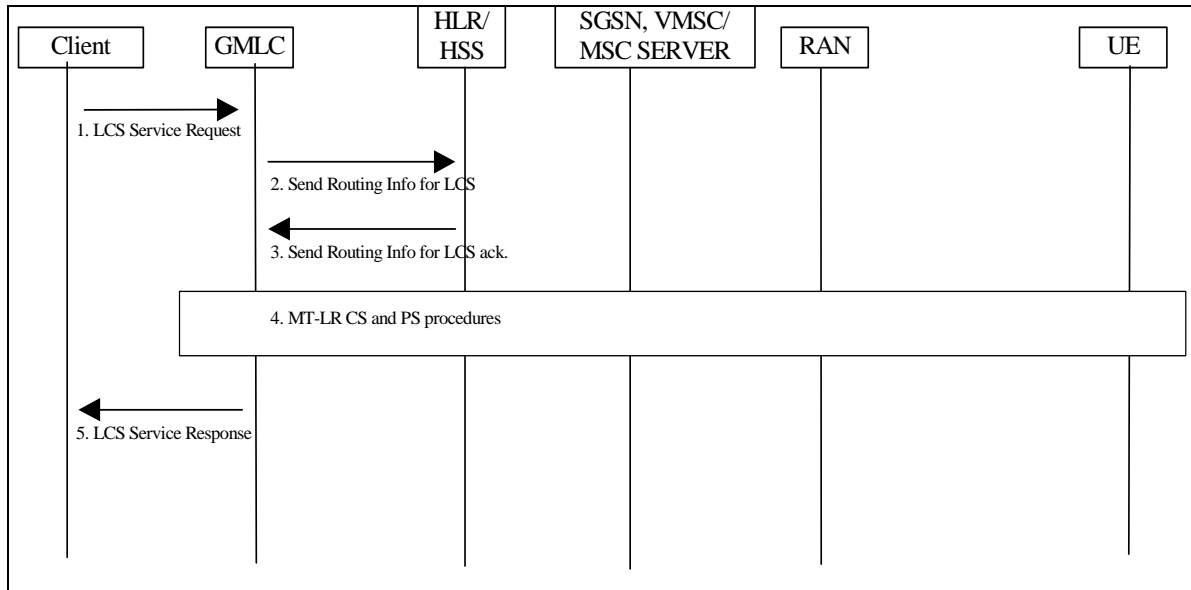 Client
GMLC
HLR/
HSS
SGSN, VMSC/
MSC SERVER
RAN
UE
1. LCS Service Request
2. Send Routing Info for LCS
3. Send Routing Info for LCS ack.
4. MT-LR CS and PS procedures
5. LCS Service Response